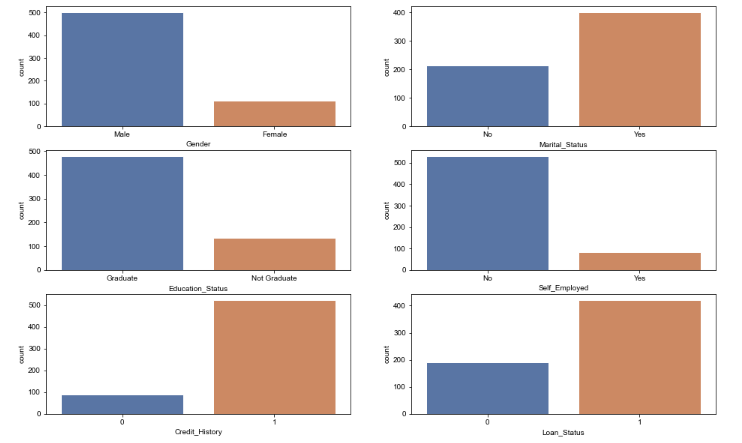 500
400
300
200
100
0
count
Male
Female
Gender
400
300
200
100
0
count
No
Yes
Marital_Status
500
400
300
200
100
0
count
Graduate
Not Graduate
Education_Status
500
400
300
200
100
0
count
No
Yes
Self_Employed
500
400
300
200
100
0
count
0
1
Credit_History
400
300
200
100
0
count
0
1
Loan_Status